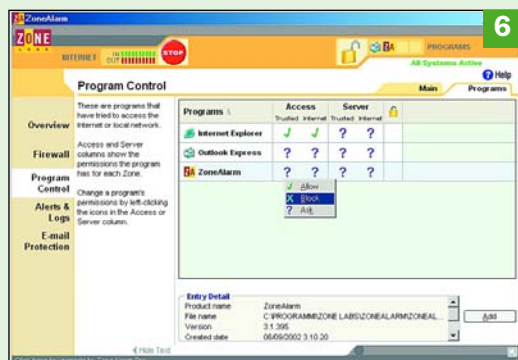 ZoneAlarm
6
ZONE
LABS
INTERNET
IN
OUT
STOP
ZA
PROGRAMS
All Systems Active
Help
Program Control
Main
Programs
Overview
Firewall
Program
Control
Alerts &
Logs
E-mail
Protection
These are programs that
have tried to access the
Internet or local network.
Access and Server
columns show the
permissions the program
has for each Zone.
Change a program's
permissions by left-clicking
the icons in the Access or
Server column.
Programs
Access
Server
Trusted Internet Trusted Internet
Internet Explorer ? ?
Outlook Express ? ? ? ?
ZA ZoneAlarm ? ? ? ?
Allow
X Block
? Ask
Entry Detail
Product name ZoneAlarm
File name C:\PROGRAMMI\ZONE LABS\ZONEALARM\ZONEAL...
Version 3.1.395
Created date 06/09/2002 3.10.20
Add
Hide Text